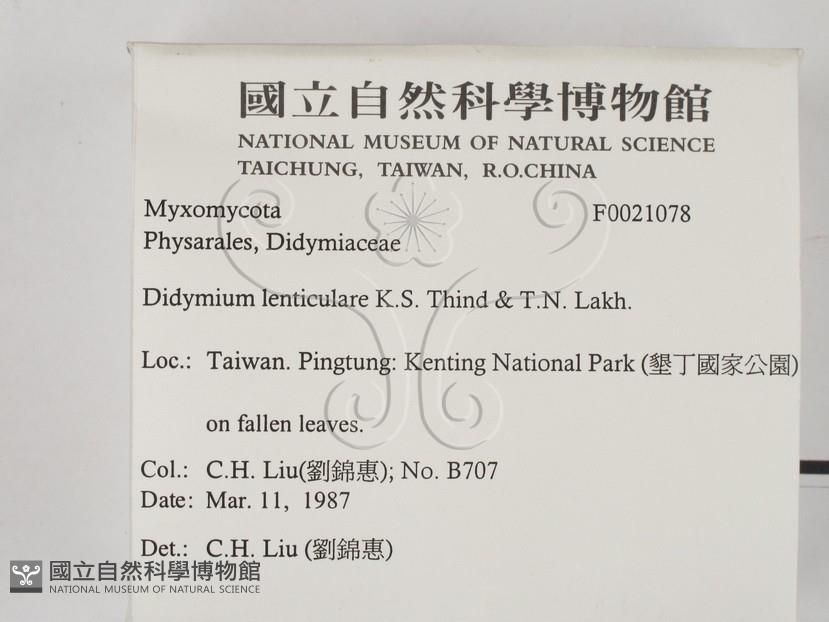 國立自然科學博物館
NATIONAL MUSEUM OF NATURAL SCIENCE
TAICHUNG, TAIWAN, R.O.CHINA
Myxomycota F0021078
Physarales, Didymiaceae
Didymium lenticulare K.S. Thind & T.N. Lakh.
Loc.: Taiwan. Pingtung: Kenting National Park (墾丁國家公園)
on fallen leaves.
Col.: C.H. Liu(劉錦惠); No. B707
Date: Mar. 11, 1987
Det.: C.H. Liu (劉錦惠)
國立自然科學博物館
NATIONAL MUSEUM OF NATURAL SCIENCE